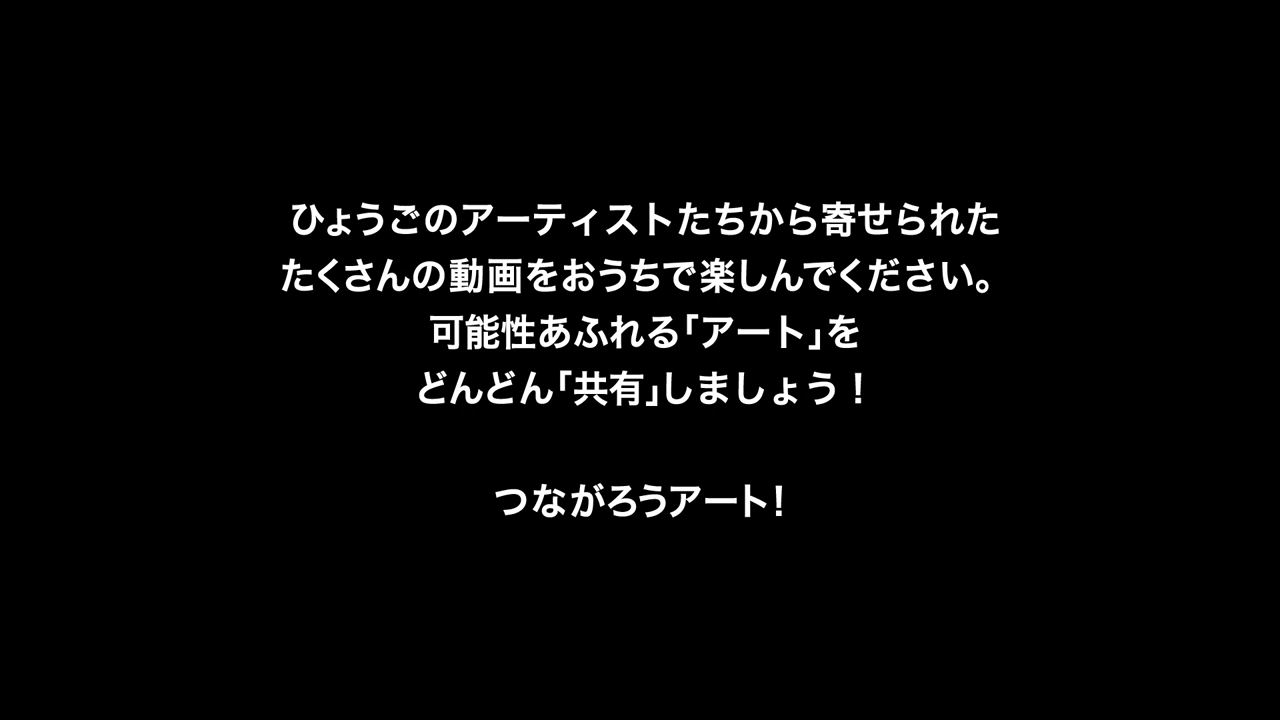 ひょうごのアーティストたちから寄せられた
たくさんの動画をおうちで楽しんでください。
可能性あふれる「アート」を
どんどん「共有」しましょう！
つながろうアート！